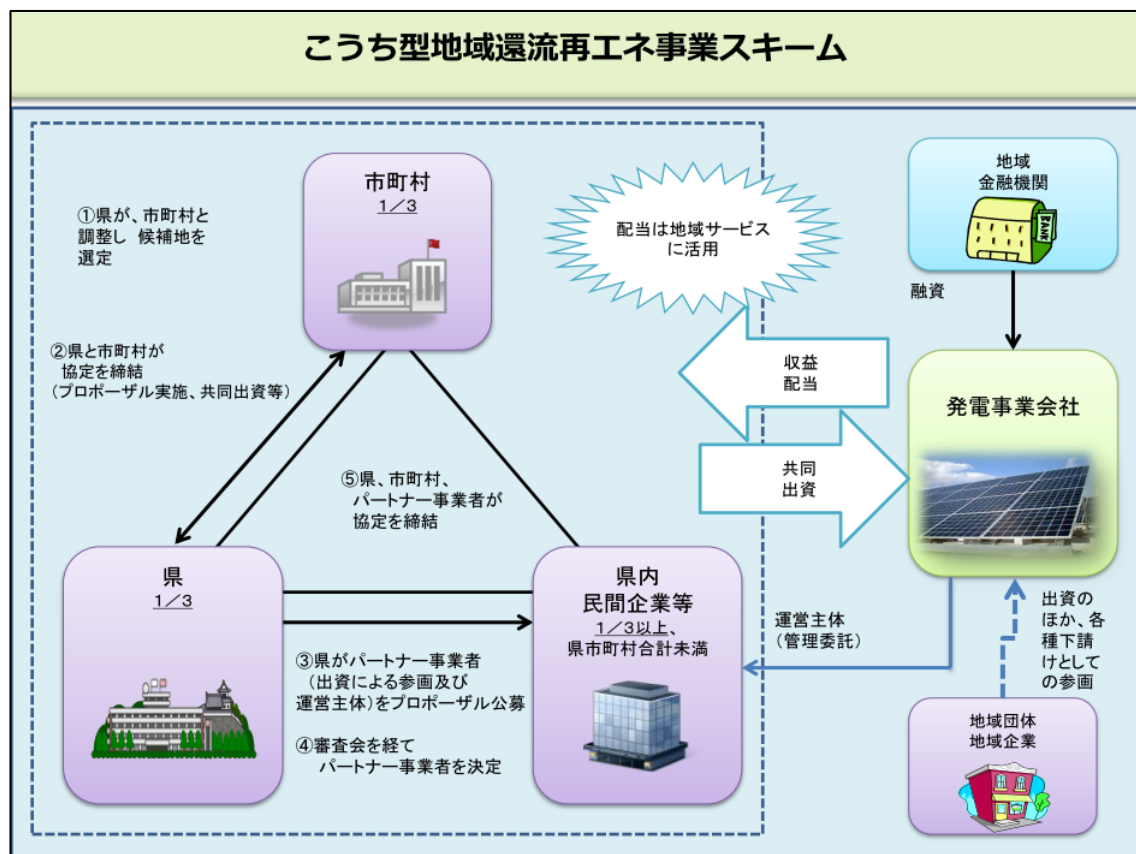 こうち型地域還流再エネ事業スキーム
市町村
1/3
①県が、市町村と
調整し 候補地を
選定
配当は地域サービス
に活用
地域
金融機関
BANK
融資
②県と市町村が
協定を締結
(プロポーザル実施、共同出資等)
収益
配当
発電事業会社
共同
出資
⑤県、市町村、
パートナー事業者が
協定を締結
県
1/3
県内
民間企業等
1/3以上、
県市町村合計未満
運営主体
(管理委託)
出資の
ほか、各
種下請
けとして
の参画
③県がパートナー事業者
(出資による参画及び
運営主体)をプロポーザル公募
④審査会を経て
パートナー事業者を決定
地域団体
地域企業